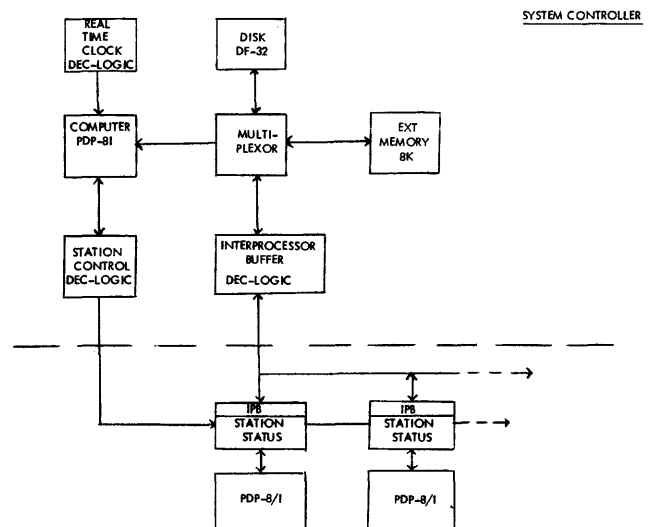 SYSTEM CONTROLLER
REAL
TIME
CLOCK
DEC-LOGIC
DISK
DF-32
COMPUTER
PDP-8I
MULTI-
PLEXOR
EXT
MEMORY
8K
STATION
CONTROL
DEC-LOGIC
INTERPROCESSOR
BUFFER
DEC-LOGIC
IPB
STATION
STATUS
IPB
STATION
STATUS
PDP-8/I
PDP-8/I